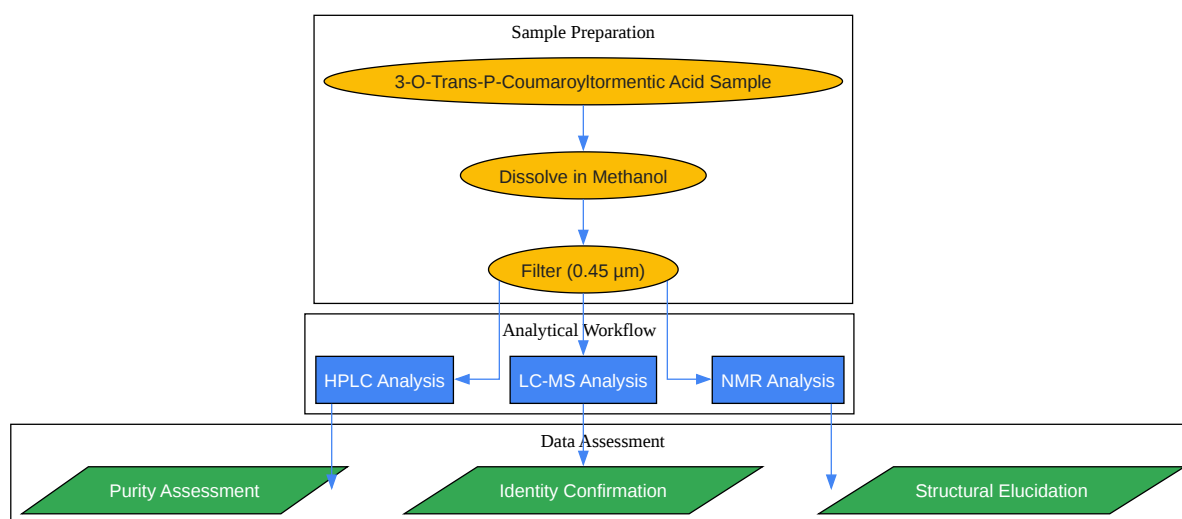 Sample Preparation
3-O-Trans-P-Coumaroyltormentic Acid Sample
Dissolve in Methanol
Filter (0.45 µm)
Analytical Workflow
HPLC Analysis
LC-MS Analysis
NMR Analysis
Data Assessment
Purity Assessment
Identity Confirmation
Structural Elucidation